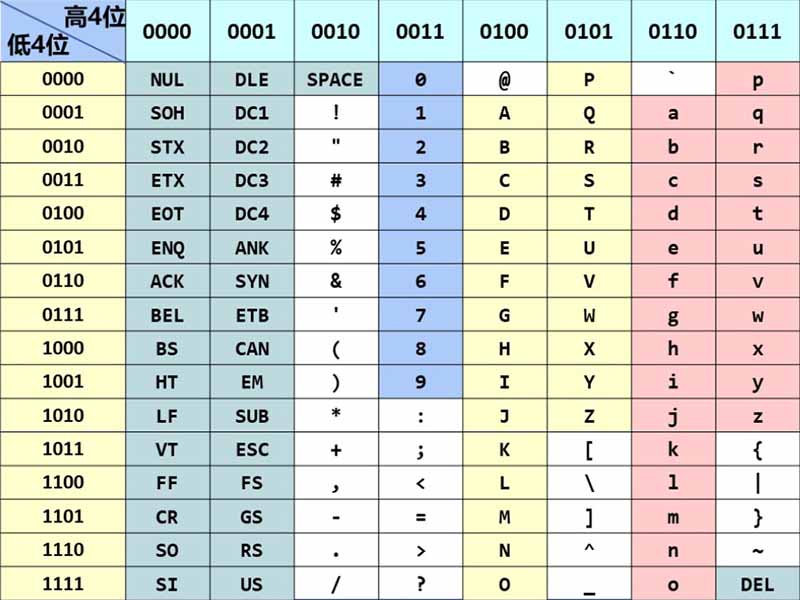 高4位 0000 0001 0010 0011 0100 0101 0110 0111
低4位
0000 NUL DLE SPACE 0 @ P ` p
0001 SOH DC1 ! 1 A Q a q
0010 STX DC2 " 2 B R b r
0011 ETX DC3 # 3 C S c s
0100 EOT DC4 $ 4 D T d t
0101 ENQ ANK % 5 E U e u
0110 ACK SYN & 6 F V f v
0111 BEL ETB ' 7 G W g w
1000 BS CAN ( 8 H X h x
1001 HT EM ) 9 I Y i y
1010 LF SUB * : J Z j z
1011 VT ESC + ; K [ k {
1100 FF FS , < L \ l |
1101 CR GS - = M ] m }
1110 SO RS . > N ^ n ~
1111 SI US / ? O _ o DEL